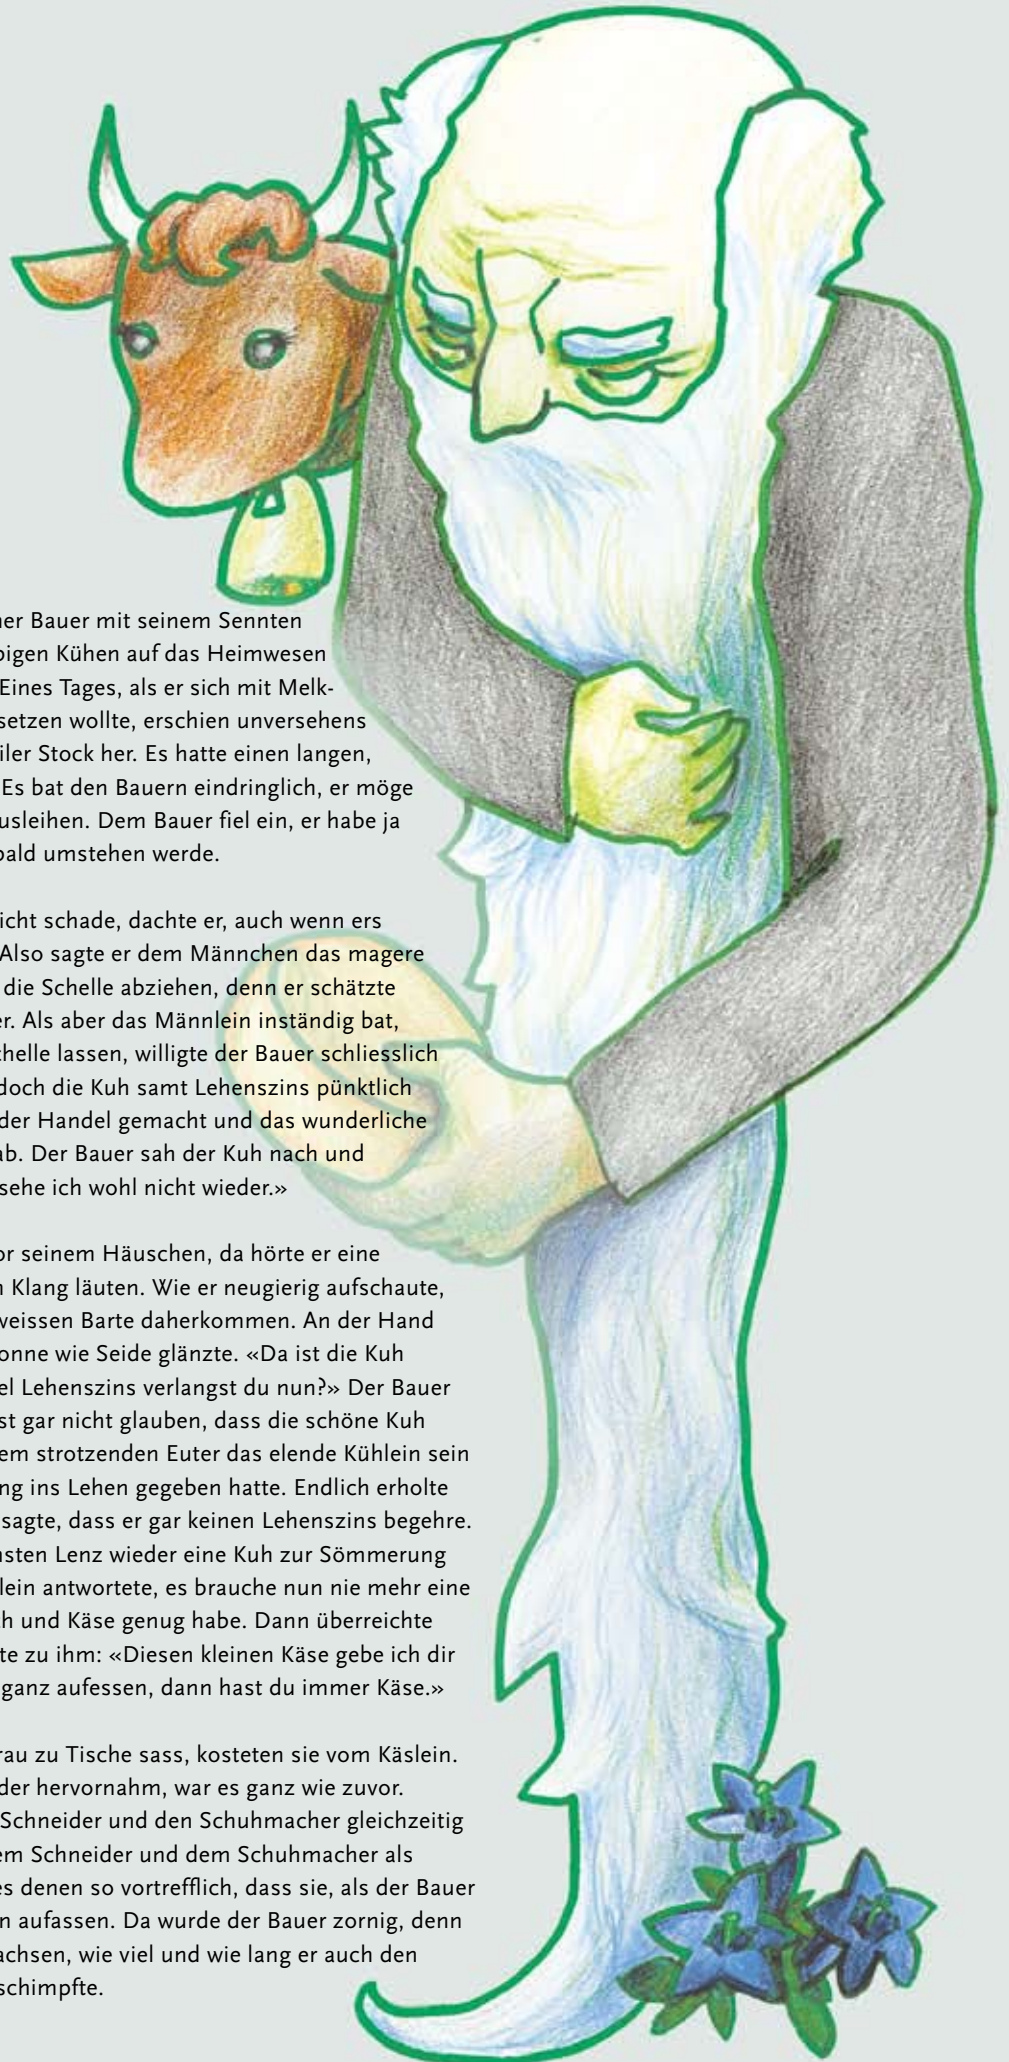 her Bauer mit seinem Sennten
bigen Kühen auf das Heimwesen
Eines Tages, als er sich mit Melk-
setzen wollte, erschien unversehens
iler Stock her. Es hatte einen langen,
Es bat den Bauern eindringlich, er möge
usleihen. Dem Bauer fiel ein, er habe ja
bald umstehen werde.
icht schade, dachte er, auch wenn ers
Also sagte er dem Männchen das magere
die Schelle abziehen, denn er schätzte
er. Als aber das Männlein inständig bat,
chelle lassen, willigte der Bauer schliesslich
doch die Kuh samt Lehenszins pünktlich
der Handel gemacht und das wunderliche
ab. Der Bauer sah der Kuh nach und
sehe ich wohl nicht wieder.»
or seinem Häuschen, da hörte er eine
n Klang läuten. Wie er neugierig aufschaute,
weissen Barte daherkommen. An der Hand
onne wie Seide glänzte. «Da ist die Kuh
el Lehenszins verlangst du nun?» Der Bauer
st gar nicht glauben, dass die schöne Kuh
em strotzenden Euter das elende Kühlein sein
ng ins Lehen gegeben hatte. Endlich erholte
sagte, dass er gar keinen Lehenszins begehre.
hsten Lenz wieder eine Kuh zur Sömmerung
lein antwortete, es brauche nun nie mehr eine
ch und Käse genug habe. Dann überreichte
te zu ihm: «Diesen kleinen Käse gebe ich dir
ganz aufessen, dann hast du immer Käse.»
rau zu Tische sass, kosteten sie vom Käslein.
der hervornahm, war es ganz wie zuvor.
Schneider und den Schuhmacher gleichzeitig
em Schneider und dem Schuhmacher als
es denen so vortrefflich, dass sie, als der Bauer
n aufassen. Da wurde der Bauer zornig, denn
achsen, wie viel und wie lang er auch den
schimpfte.